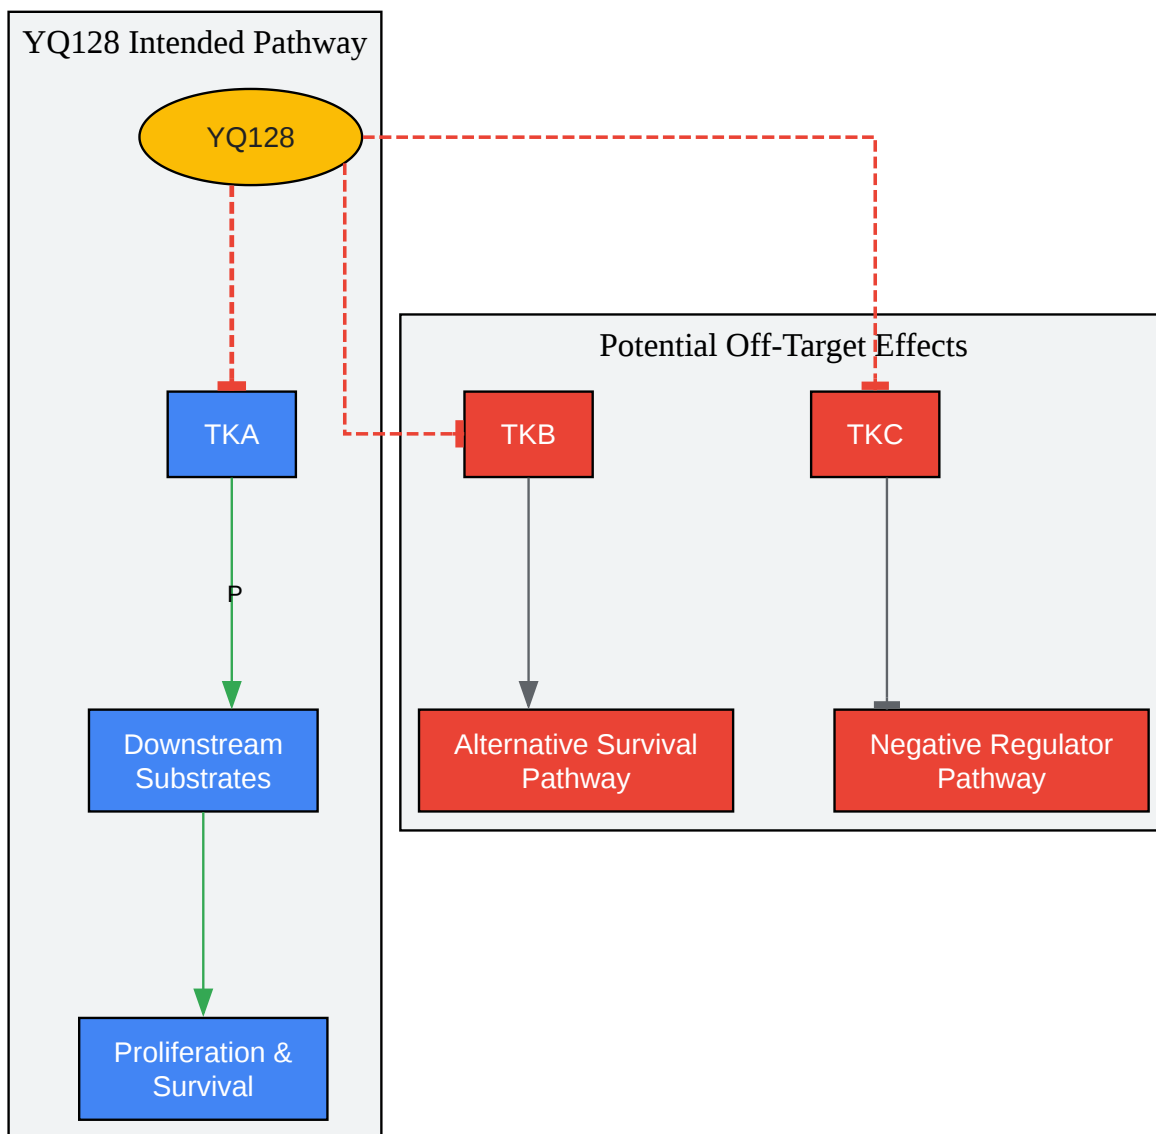 YQ128 Intended Pathway
YQ128
Potential Off-Target Effects
TKA
TKB
TKC
P
Downstream
Substrates
Alternative Survival
Pathway
Negative Regulator
Pathway
Proliferation &
Survival